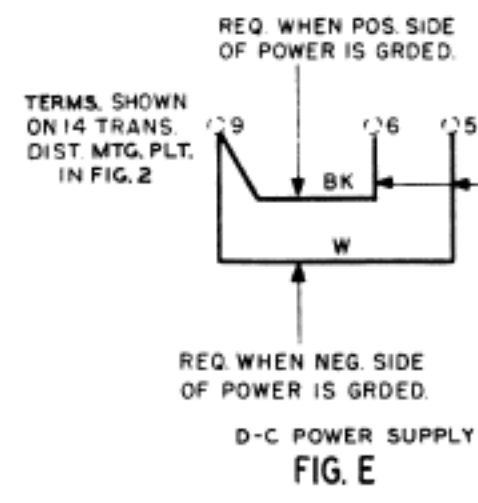 REQ. WHEN POS. SIDE
OF POWER IS GRDED.
TERMS. SHOWN
ON 14 TRANS.
DIST. MTG. PLT.
IN FIG. 2
9
6
5
BK
W
REQ. WHEN NEG. SIDE
OF POWER IS GRDED.
D-C POWER SUPPLY
FIG. E